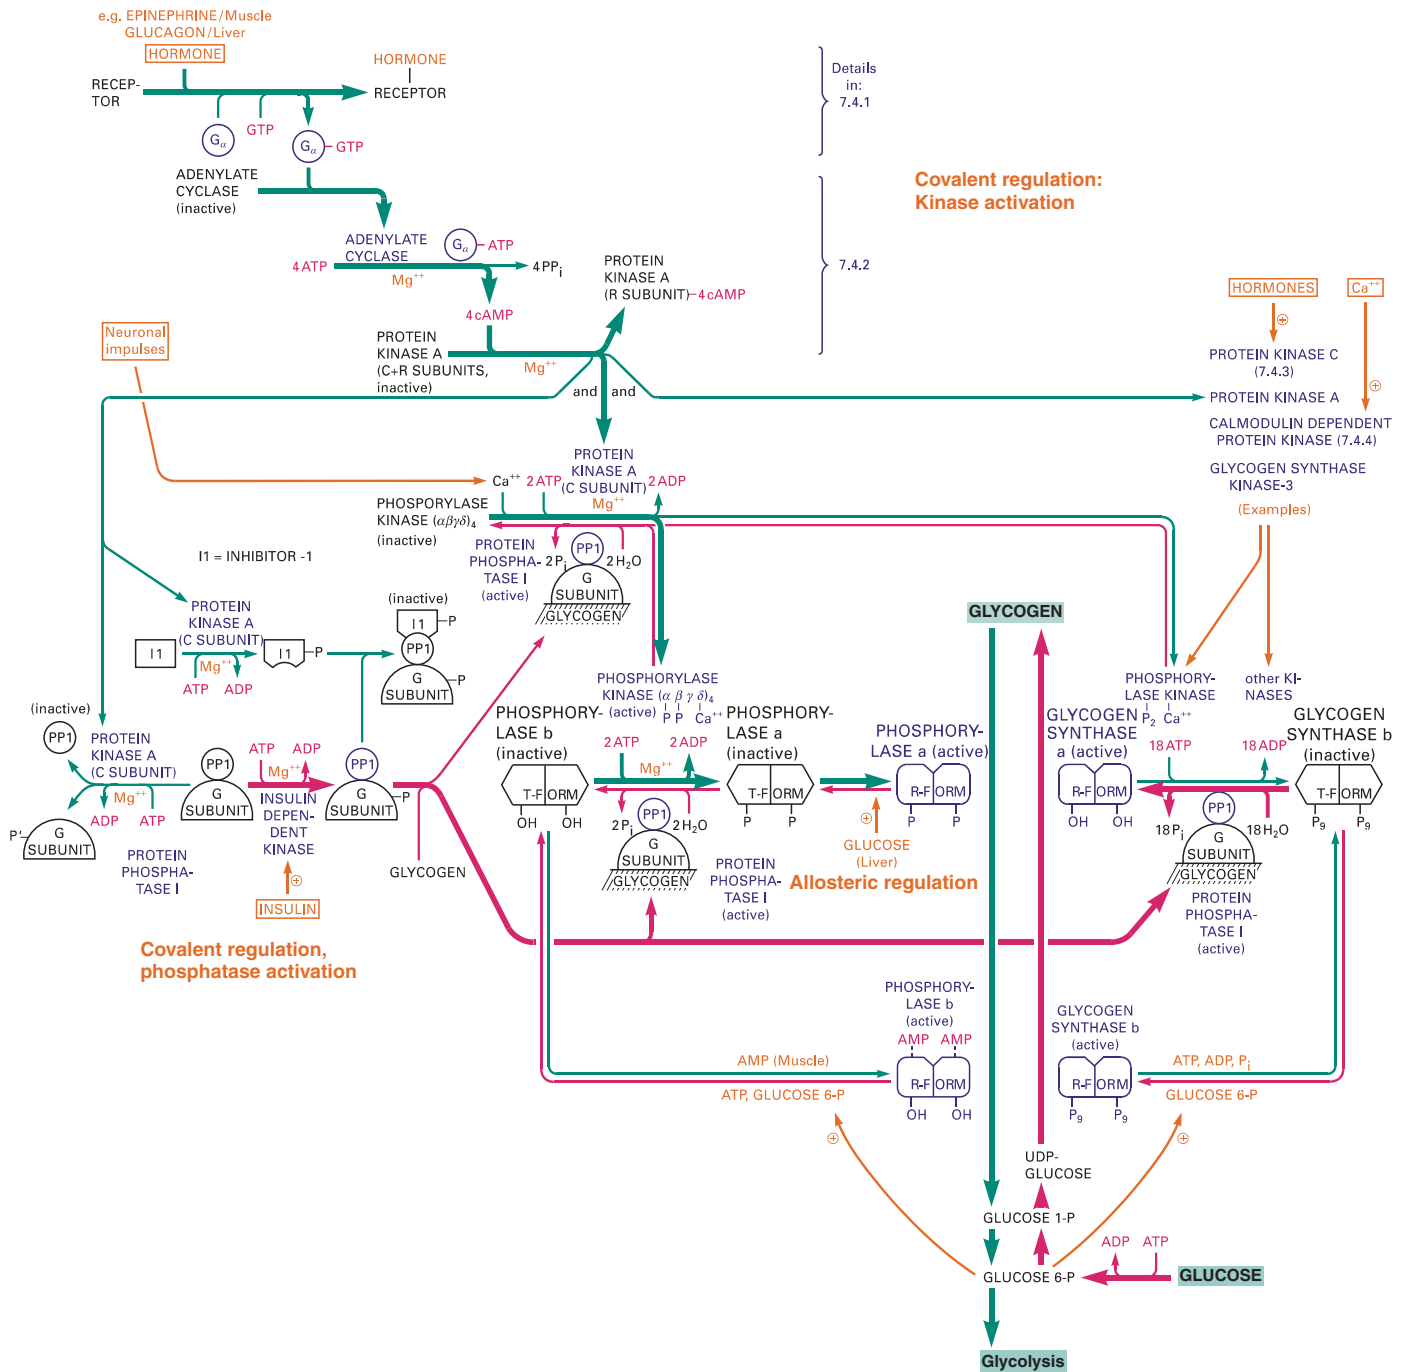 e.g. EPINEPHRINE/Muscle
GLUCAGON/Liver
HORMONE
RECEP-
TOR
HORMONE
RECEPTOR
Gα
GTP
Gα
GTP
Details
in:
7.4.1
ADENYLATE
CYCLASE
(inactive)
Covalent regulation:
Kinase activation
ADENYLATE
CYCLASE
Gα
ATP
4 ATP
Mg++
4 PPi
PROTEIN
KINASE A
(R SUBUNIT)
4 cAMP
7.4.2
4 cAMP
HORMONES
Ca++
Neuronal
impulses
PROTEIN
KINASE A
(C+R SUBUNITS,
inactive)
Mg++
and
and
PROTEIN KINASE C
(7.4.3)
PROTEIN KINASE A
CALMODULIN DEPENDENT
PROTEIN KINASE (7.4.4)
GLYCOGEN SYNTHASE
KINASE-3
(Examples)
PROTEIN
KINASE A
(C SUBUNIT)
Ca++
2 ATP
Mg++
2 ADP
PHOSPORYLASE
KINASE (αβγδ)4
(inactive)
PROTEIN
PHOSPHA-
TASE I
(active)
2 Pi
PP1
2 H2O
G
SUBUNIT
GLYCOGEN
I1 = INHIBITOR -1
PROTEIN
KINASE A
(C SUBUNIT)
I1
Mg++
ATP
ADP
I1
P
(inactive)
I1
P
PP1
G
SUBUNIT
P
GLYCOGEN
PHOSPHORYLASE
KINASE (α β γ δ)4
(active)
P P
Ca++
PHOSPHORY-
LASE KINASE
P2
Ca++
other KI-
NASES
(inactive)
PP1
PROTEIN
KINASE A
(C SUBUNIT)
Mg++
ADP
ATP
P'
G
SUBUNIT
PROTEIN
PHOSPHA-
TASE I
PP1
G
SUBUNIT
ATP
ADP
Mg++
INSULIN
DEPEN-
DENT
KINASE
⊕
INSULIN
PP1
G
SUBUNIT
P
GLYCOGEN
Covalent regulation,
phosphatase activation
PHOSPHORY-
LASE b
(inactive)
T-FORM
OH
OH
2 ATP
2 ADP
Mg++
2 Pi
PP1
2 H2O
G
SUBUNIT
GLYCOGEN
PROTEIN
PHOSPHA-
TASE I
(active)
PHOSPHORY-
LASE a
(inactive)
T-FORM
P
P
PHOSPHORY-
LASE a (active)
R-FORM
P
P
⊕
GLUCOSE
(Liver)
Allosteric regulation
GLYCOGEN
SYNTHASE
a (active)
R-FORM
OH
OH
18 ATP
18 ADP
18 Pi
PP1
18 H2O
G
SUBUNIT
GLYCOGEN
PROTEIN
PHOSPHA-
TASE I
(active)
GLYCOGEN
SYNTHASE b
(inactive)
T-FORM
P9
P9
PHOSPHORY-
LASE b
(active)
AMP
AMP
R-FORM
OH
OH
AMP (Muscle)
ATP, GLUCOSE 6-P
⊕
GLYCOGEN
SYNTHASE b
(active)
R-FORM
P9
P9
ATP, ADP, Pi
GLUCOSE 6-P
⊕
UDP-
GLUCOSE
GLUCOSE 1-P
GLUCOSE 6-P
ADP
ATP
GLUCOSE
Glycolysis
⊕
⊕